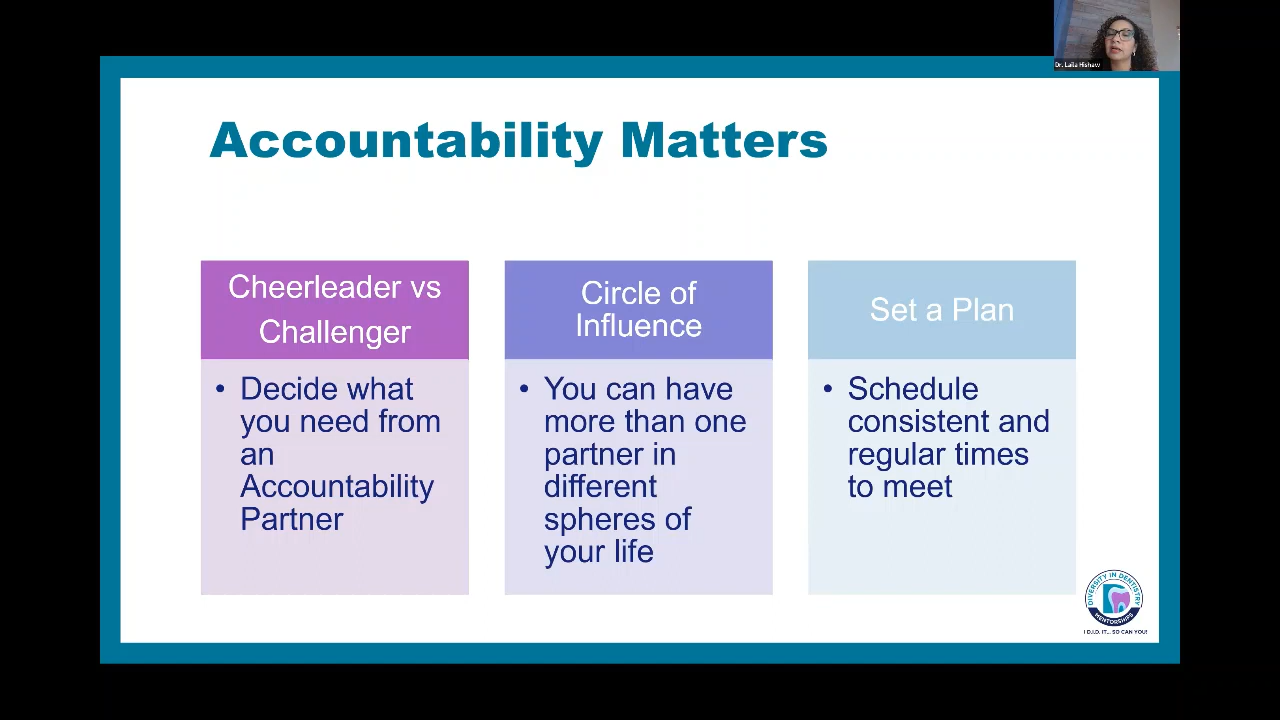 Dr. Laila Hishaw
Accountability Matters
Cheerleader vs
Challenger
• Decide what
you need from
an
Accountability
Partner
Circle of
Influence
• You can have
more than one
partner in
different
spheres of
your life
Set a Plan
• Schedule
consistent and
regular times
to meet
DIVERSITY IN DENTISTRY
MENTORSHIPS
I D.I.D. IT... SO CAN YOU!